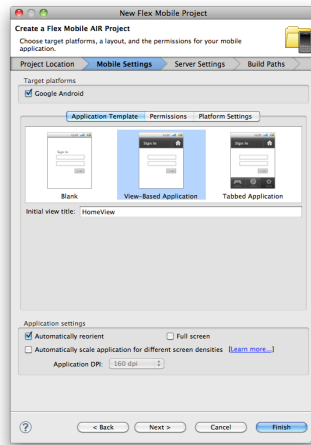 New Flex Mobile Project
Create a Flex Mobile AIR Project
Choose target platforms, a layout, and the permissions for your mobile
application.
Project Location Mobile Settings Server Settings Build Paths
Target platforms
Google Android
Application Template Permissions Platform Settings
Sign in Sign in Sign in
Blank View-Based Application Tabbed Application
Initial view title: HomeView
Application settings
Automatically reorient Full screen
Automatically scale application for different screen densities [Learn more...]
Application DPI: 160 dpi
? < Back Next > Cancel Finish